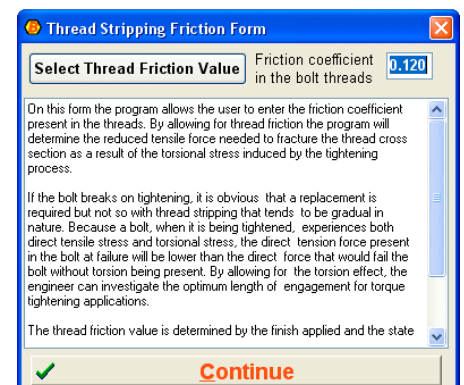 Thread Stripping Friction Form
Select Thread Friction Value
Friction coefficient
in the bolt threads
0.120
On this form the program allows the user to enter the friction coefficient
present in the threads. By allowing for thread friction the program will
determine the reduced tensile force needed to fracture the thread cross
section as a result of the torsional stress induced by the tightening
process.
If the bolt breaks on tightening, it is obvious that a replacement is
required but not so with thread stripping that tends to be gradual in
nature. Because a bolt, when it is being tightened, experiences both
direct tensile stress and torsional stress, the direct tension force present
in the bolt at failure will be lower than the direct force that would fail the
bolt without torsion being present. By allowing for the torsion effect, the
engineer can investigate the optimum length of engagement for torque
tightening applications.
The thread friction value is determined by the finish applied and the state
Continue